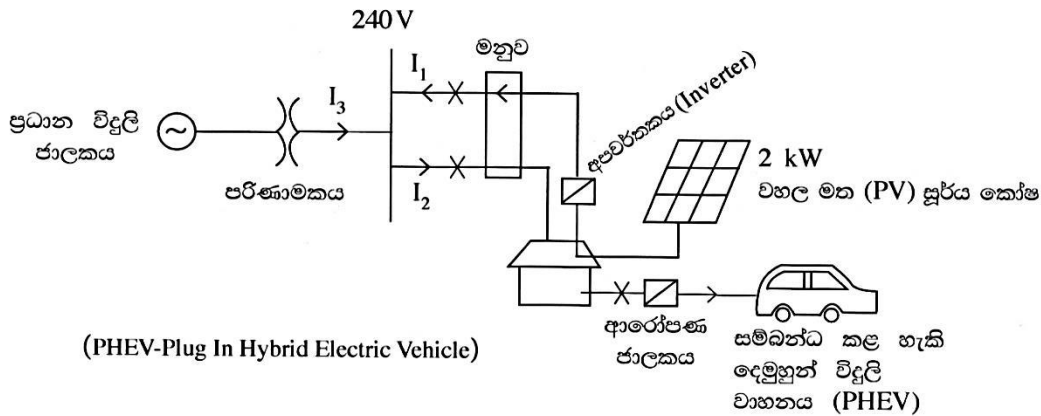 240 V
මනුව
I₁
අපවර්තකය (Inverter)
I₃
ප්‍රධාන විදුලි
ජාලකය
පරිණාමකය
I₂
2 kW
වහල මත (PV) සූර්ය කෝෂ
ආරෝපණ
ජාලකය
සම්බන්ධ කළ හැකි
දෙමුහුන් විදුලි
වාහනය (PHEV)
(PHEV-Plug In Hybrid Electric Vehicle)